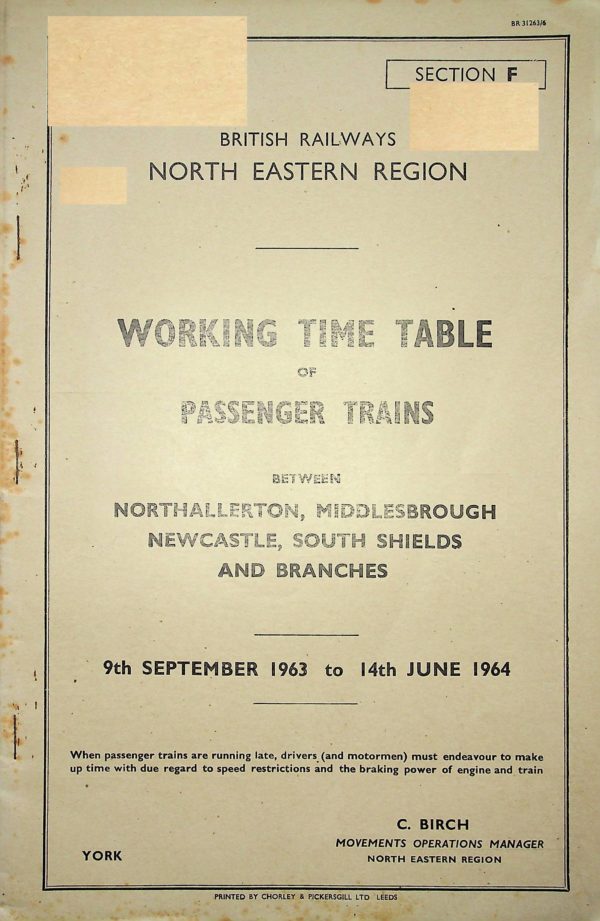 BR 31263/6
SECTION F
BRITISH RAILWAYS
NORTH EASTERN REGION
WORKING TIME TABLE
OF
PASSENGER TRAINS
BETWEEN
NORTHALLERTON, MIDDLESBROUGH
NEWCASTLE, SOUTH SHIELDS
AND BRANCHES
9th SEPTEMBER 1963 to 14th JUNE 1964
When passenger trains are running late, drivers (and motormen) must endeavour to make
up time with due regard to speed restrictions and the braking power of engine and train
C. BIRCH
MOVEMENTS OPERATIONS MANAGER
YORK
NORTH EASTERN REGION
PRINTED BY CHORLEY & PICKERSGILL LTD LEEDS